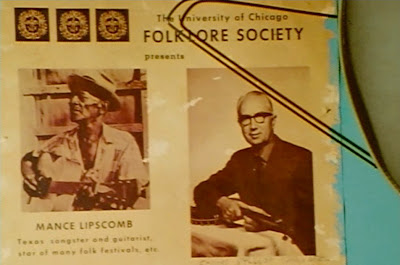 The University of Chicago
FOLKLORE SOCIETY
presents
MANCE LIPSCOMB
Texas songster and guitarist,
star of many folk festivals, etc.